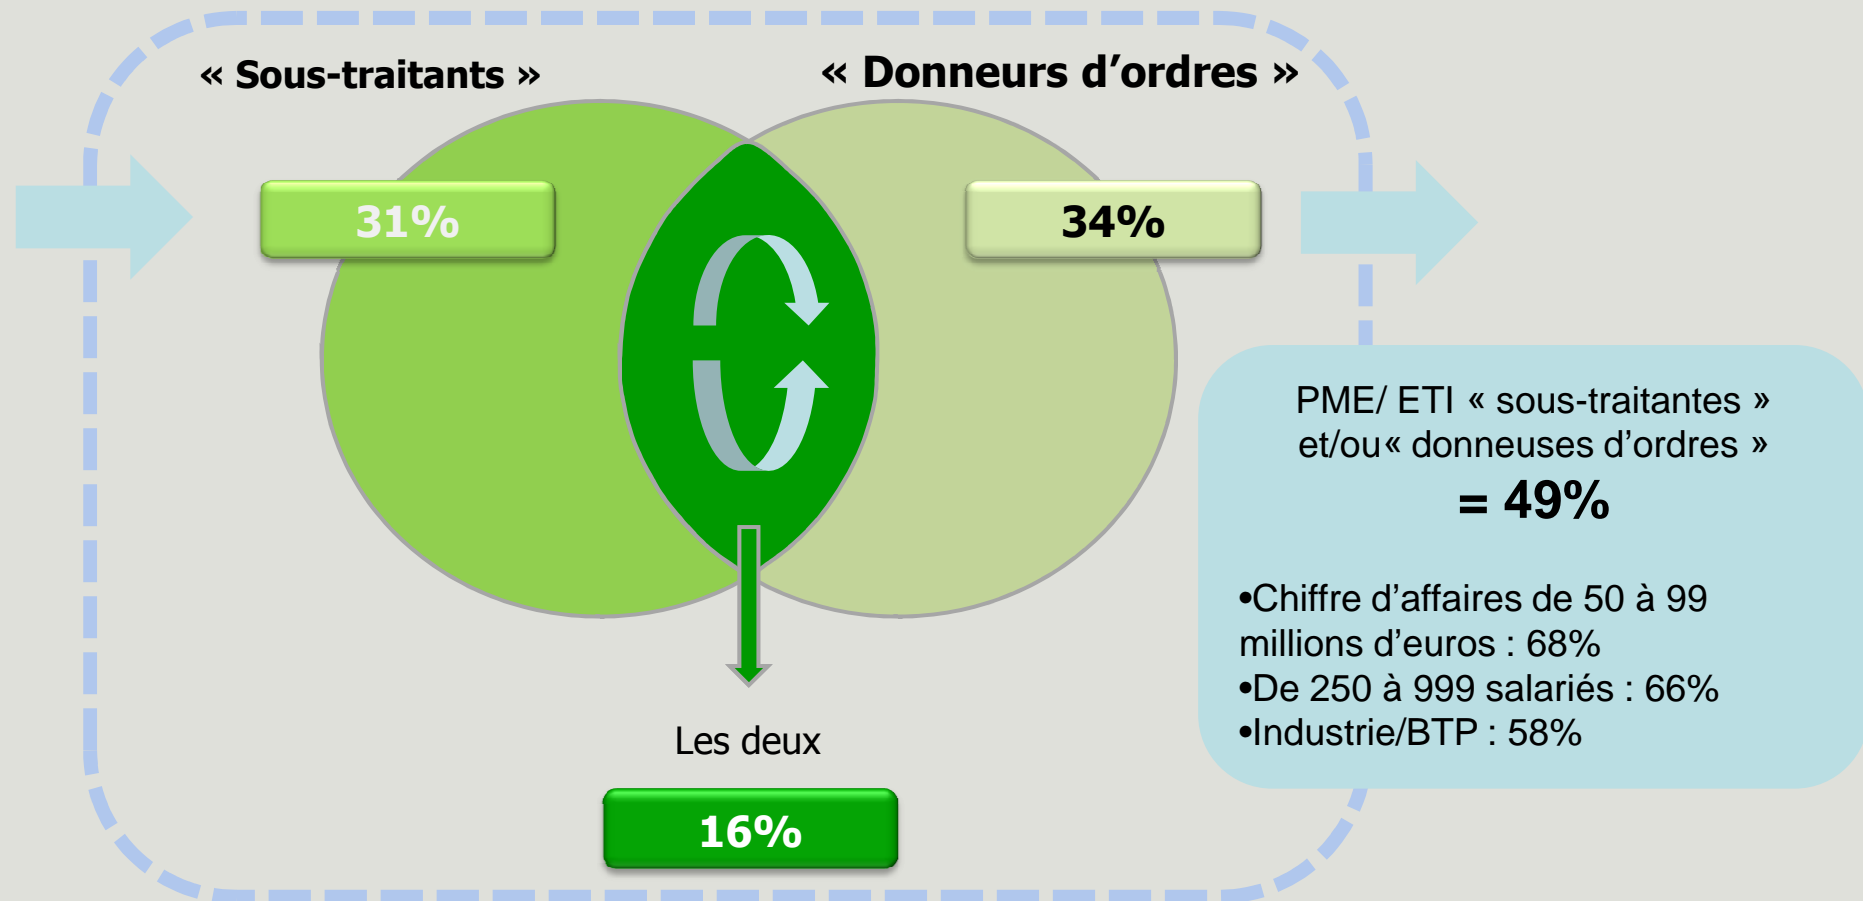 « Sous-traitants »
« Donneurs d’ordres »
31%
34%
PME/ ETI « sous-traitantes »
et/ou« donneuses d’ordres »
= 49%
•Chiffre d’affaires de 50 à 99
millions d’euros : 68%
•De 250 à 999 salariés : 66%
•Industrie/BTP : 58%
Les deux
16%